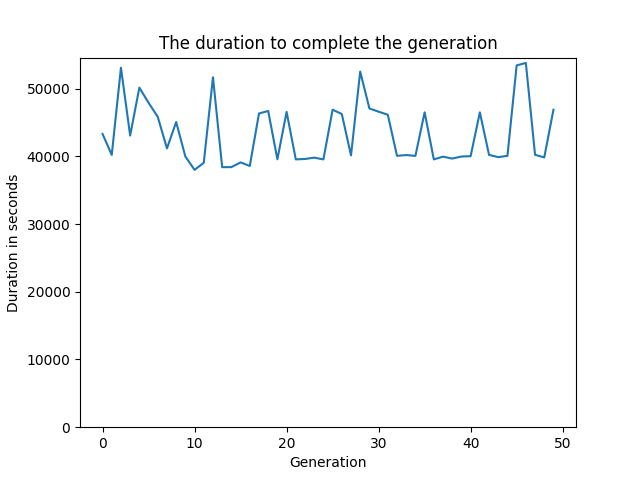 The duration to complete the generation
50000
40000
30000
20000
10000
0
Duration in seconds
0 10 20 30 40 50
Generation